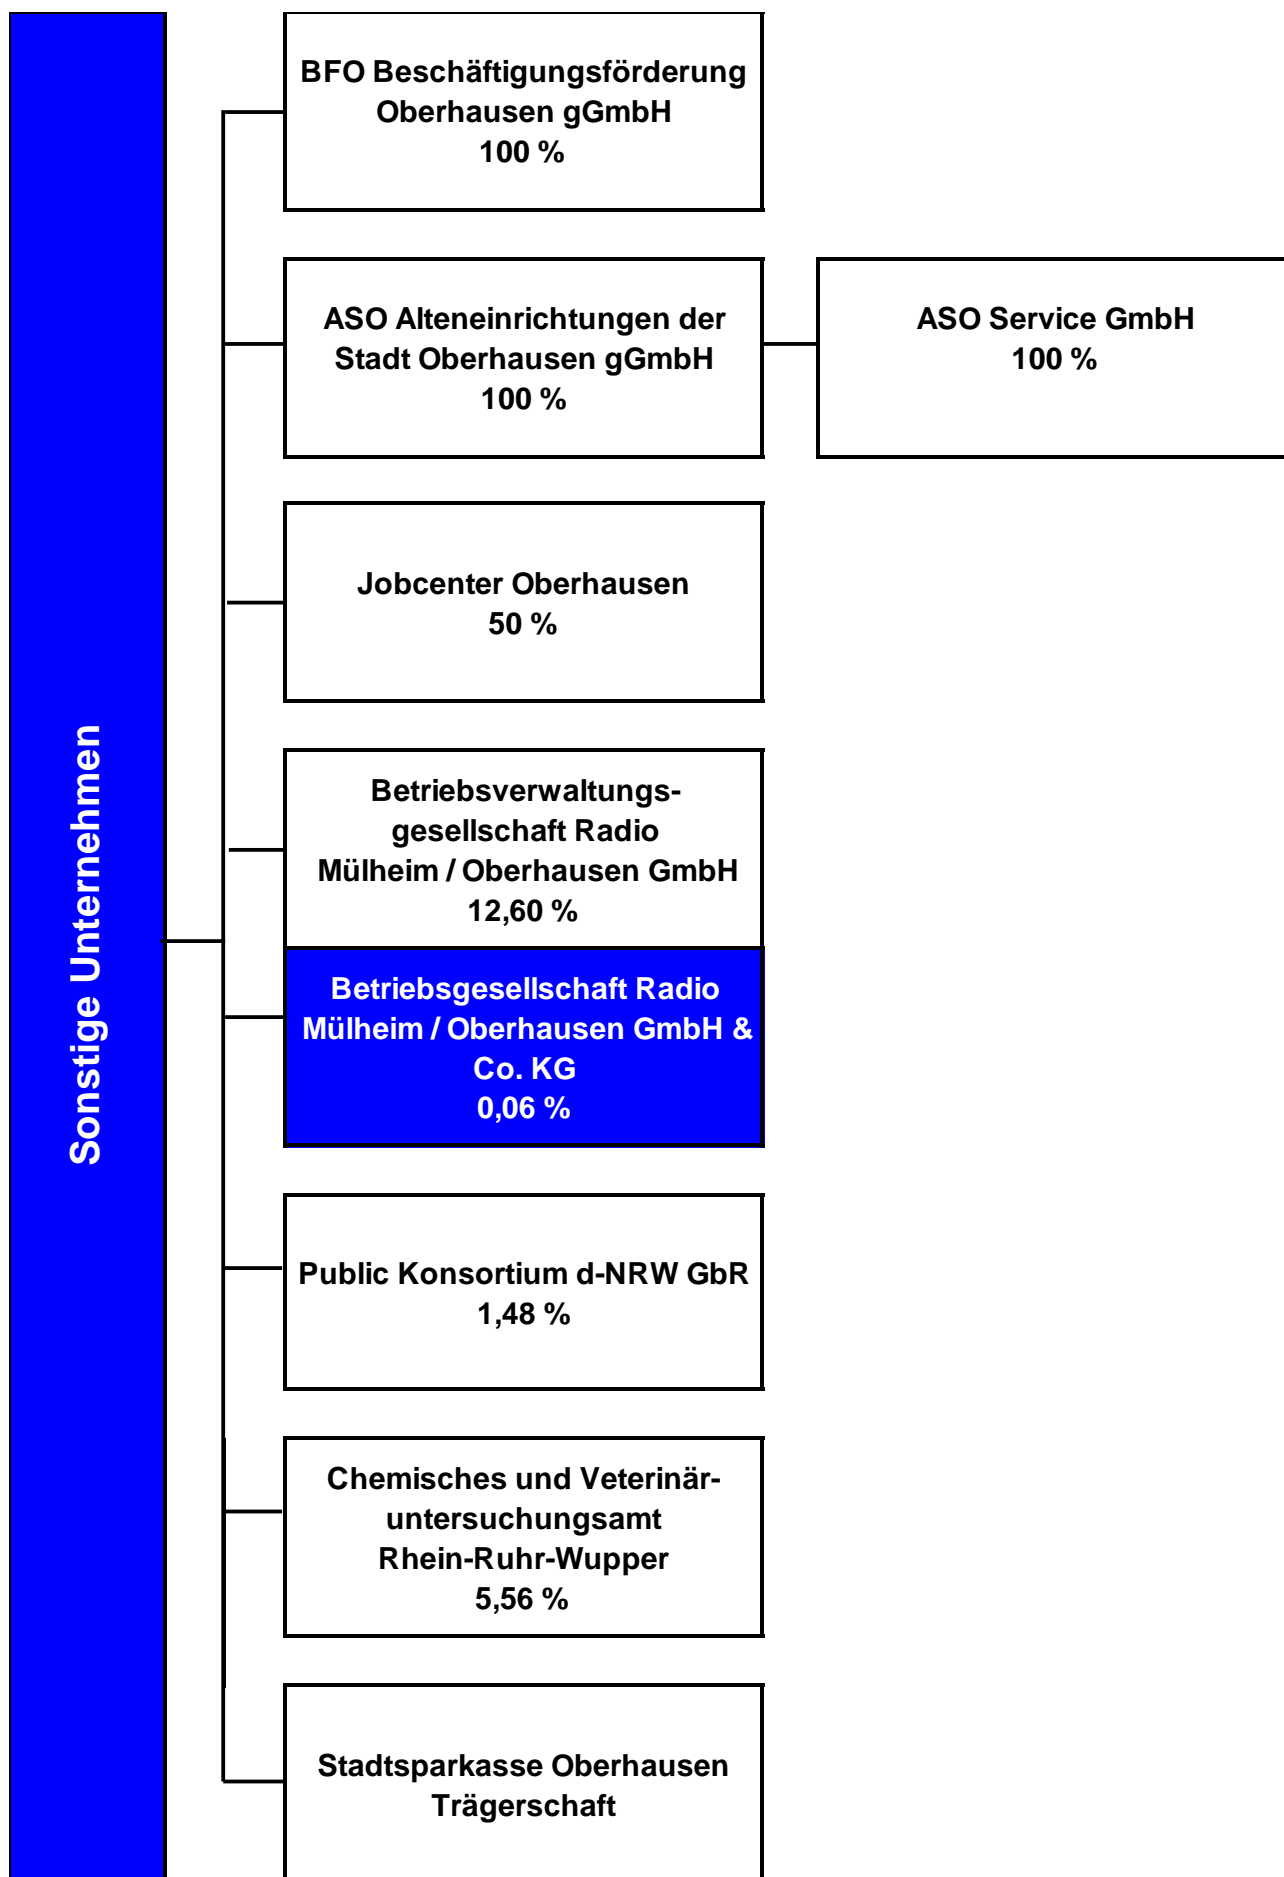 Sonstige Unternehmen
BFO Beschäftigungsförderung
Oberhausen gGmbH
100 %
ASO Alteneinrichtungen der
Stadt Oberhausen gGmbH
100 %
ASO Service GmbH
100 %
Jobcenter Oberhausen
50 %
Betriebsverwaltungs-
gesellschaft Radio
Mülheim / Oberhausen GmbH
12,60 %
Betriebsgesellschaft Radio
Mülheim / Oberhausen GmbH &
Co. KG
0,06 %
Public Konsortium d-NRW GbR
1,48 %
Chemisches und Veterinär-
untersuchungsamt
Rhein-Ruhr-Wupper
5,56 %
Stadtsparkasse Oberhausen
Trägerschaft